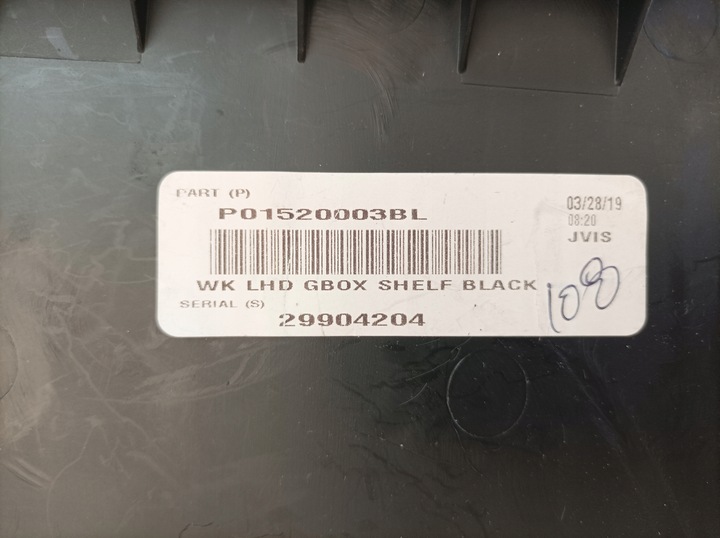 PART (P)
P01520003BL
03/28/19
08:20
JVIS
WK LHD GBOX SHELF BLACK
SERIAL (S)
29904204
108